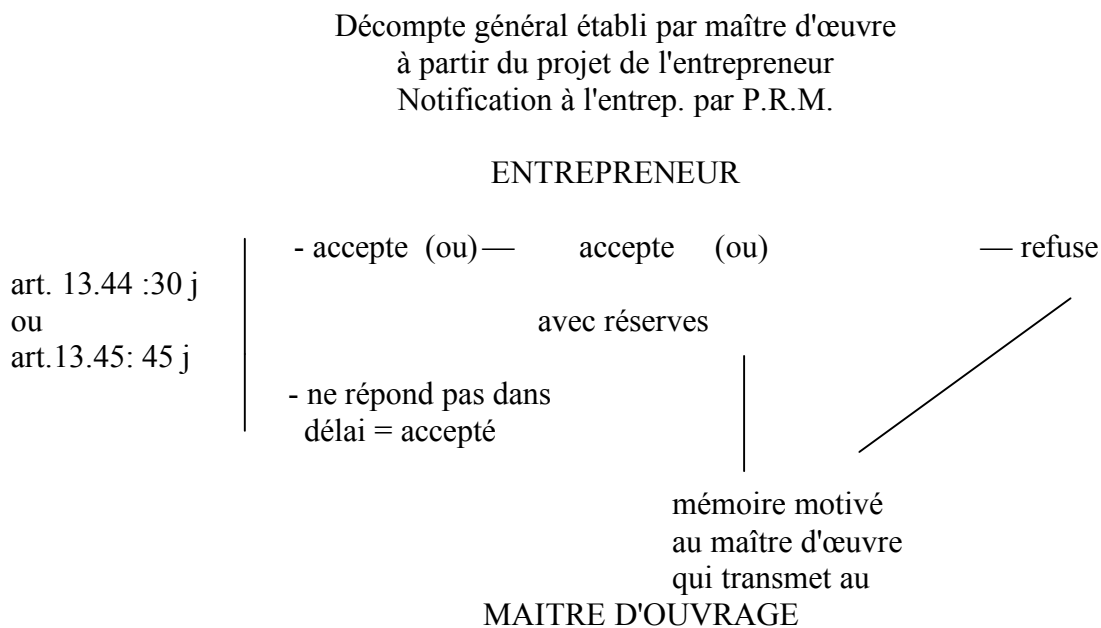 Décompte général établi par maître d'œuvre
à partir du projet de l'entrepreneur
Notification à l'entrep. par P.R.M.
ENTREPRENEUR
- accepte (ou) — accepte (ou) — refuse
art. 13.44 :30 j
ou
avec réserves
art.13.45: 45 j
- ne répond pas dans
délai = accepté
mémoire motivé
au maître d'œuvre
qui transmet au
MAITRE D'OUVRAGE